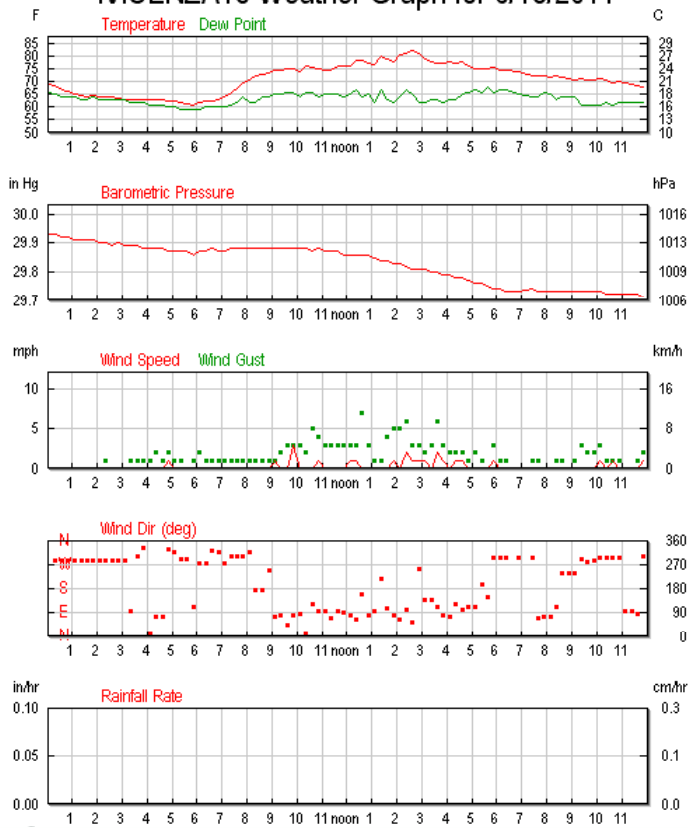 Weather Graph for
F Temperature Dew Point C
85 29
80 27
75 24
70 21
65 18
60 16
55 13
50 10
1 2 3 4 5 6 7 8 9 10 11 noon 1 2 3 4 5 6 7 8 9 10 11
in Hg Barometric Pressure hPa
30.0 1016
29.9 1013
29.8 1009
29.7 1006
1 2 3 4 5 6 7 8 9 10 11 noon 1 2 3 4 5 6 7 8 9 10 11
mph Wind Speed Wind Gust km/h
10 16
5 8
0 0
1 2 3 4 5 6 7 8 9 10 11 noon 1 2 3 4 5 6 7 8 9 10 11
Wind Dir (deg)
N 360
W 270
S 180
E 90
N 0
1 2 3 4 5 6 7 8 9 10 11 noon 1 2 3 4 5 6 7 8 9 10 11
in/hr Rainfall Rate cm/hr
0.10 0.3
0.05 0.1
0.00 0.0
1 2 3 4 5 6 7 8 9 10 11 noon 1 2 3 4 5 6 7 8 9 10 11